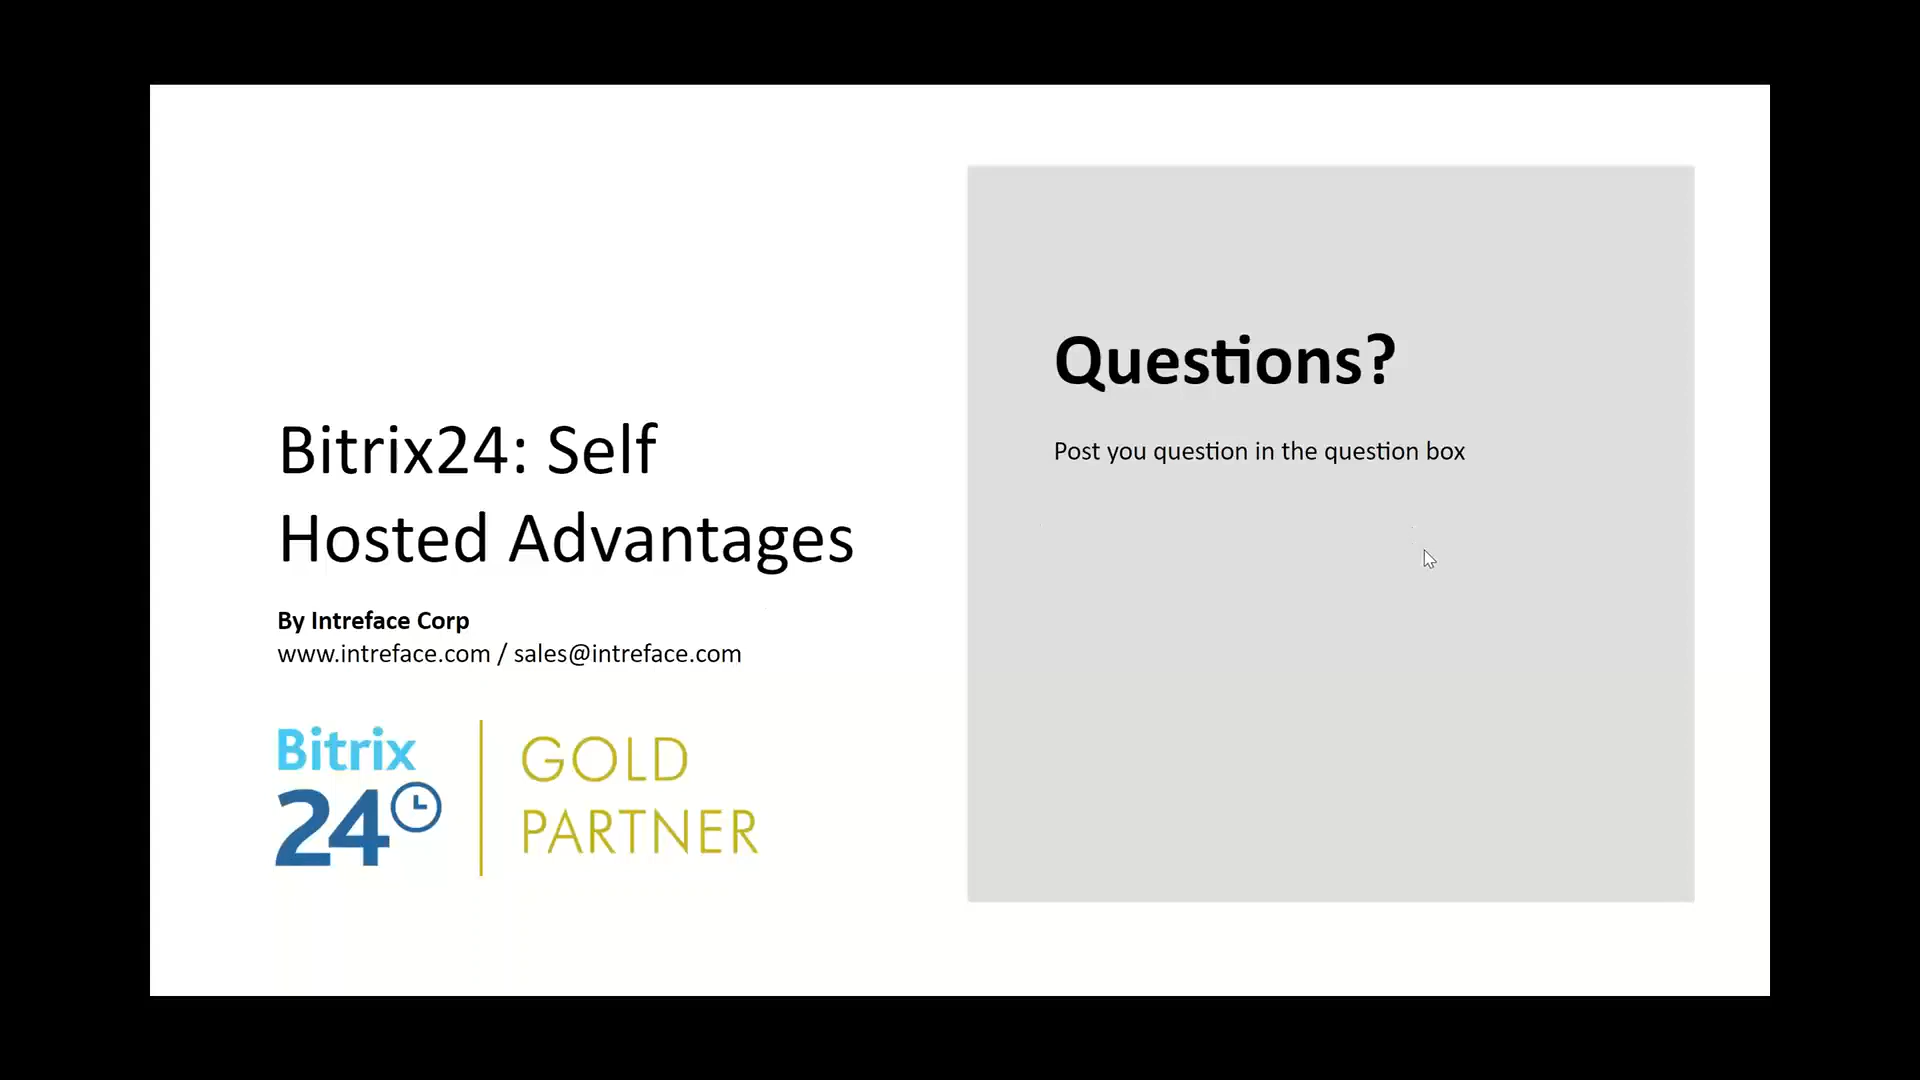 Bitrix24: Self
Hosted Advantages
By Intreface Corp
www.intreface.com / sales@intreface.com
Bitrix
24
GOLD
PARTNER
Questions?
Post you question in the question box